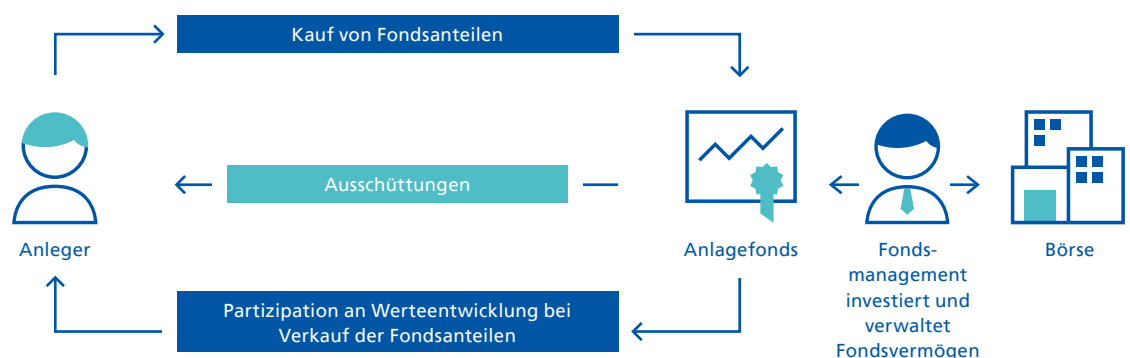 Kauf von Fondsanteilen
Ausschüttungen
Anleger
Anlagefonds
Fonds-
management
investiert und
verwaltet
Fondsvermögen
Börse
Partizipation an Werteentwicklung bei
Verkauf der Fondsanteilen